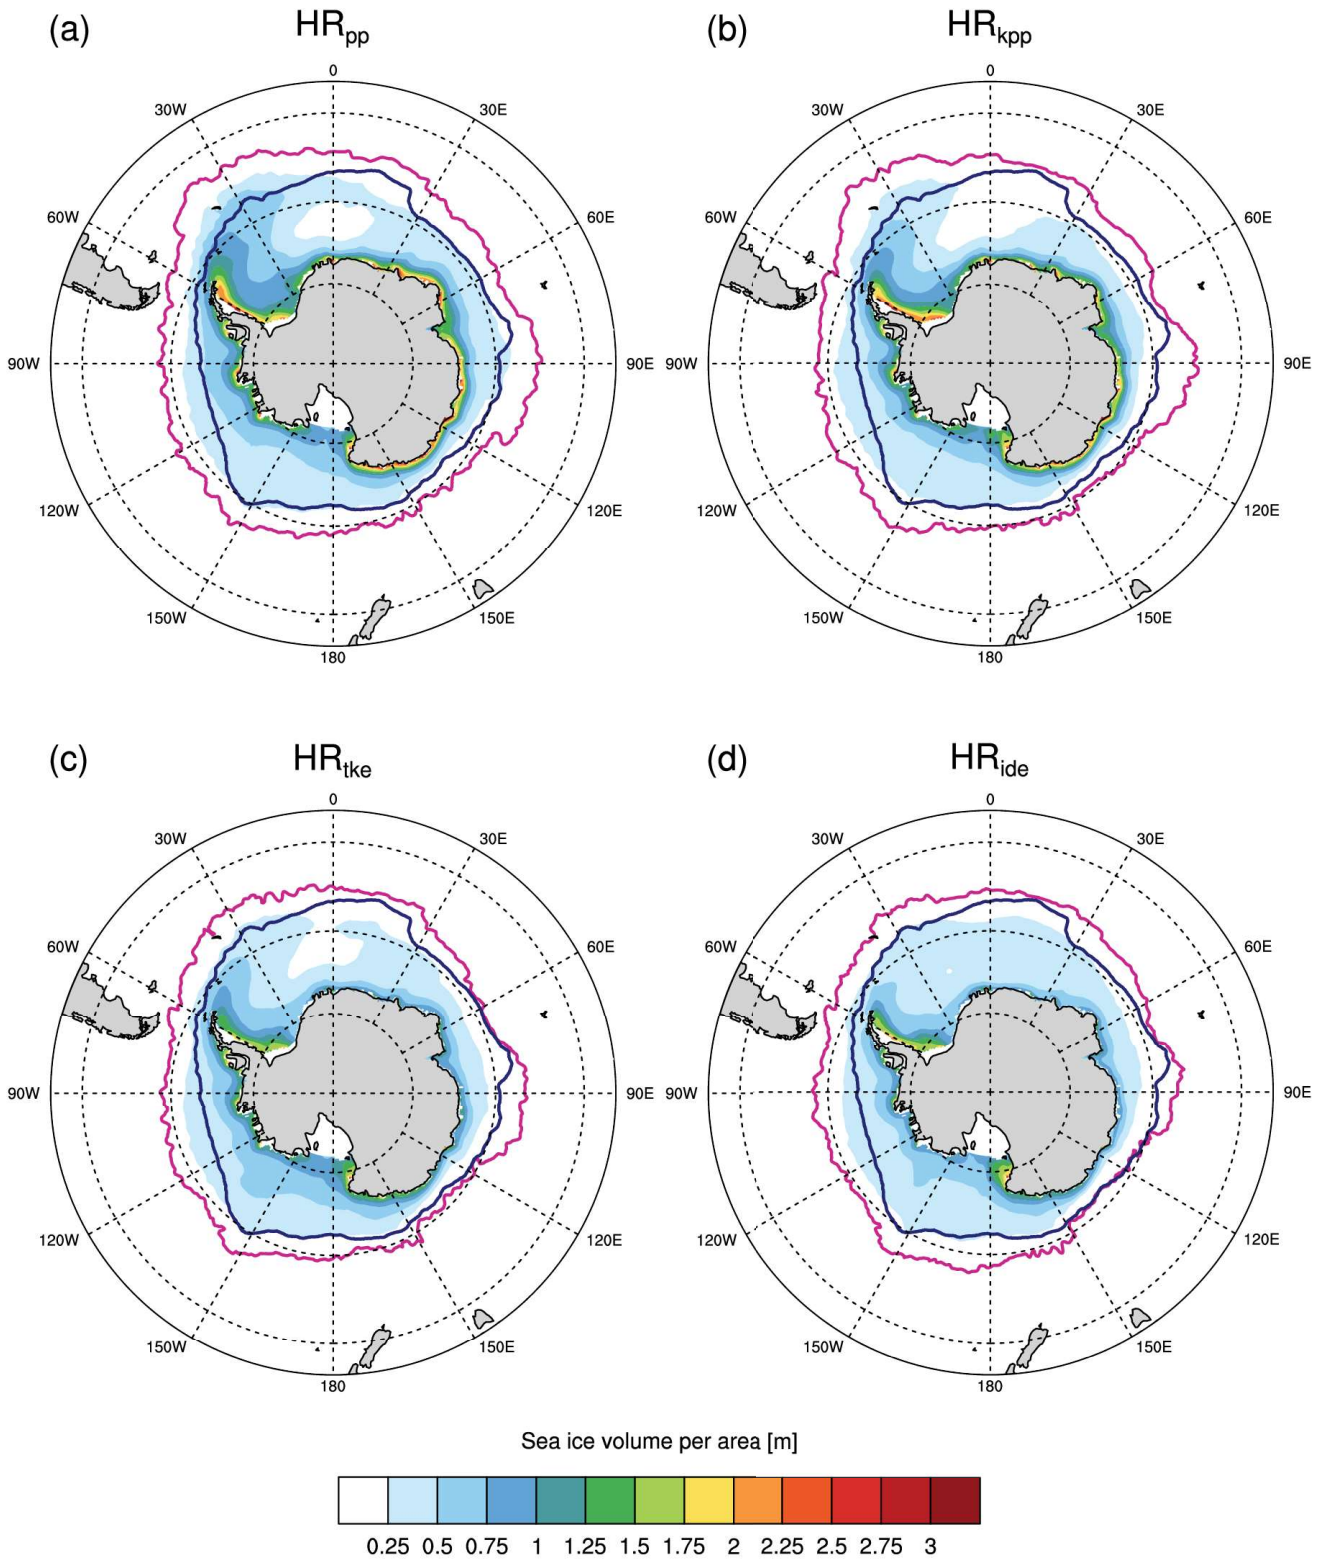 (a) HRpp
(b) HRkpp
0
0
30W 30E
30W 30E
60W 60E
60W 60E
90W 90E
90W 90E
120W 120E
120W 120E
150W 150E
150W 150E
180
180
(c) HRtke
(d) HRide
0
0
30W 30E
30W 30E
60W 60E
60W 60E
90W 90E
90W 90E
120W 120E
120W 120E
150W 150E
150W 150E
180
180
Sea ice volume per area [m]
0.25 0.5 0.75 1 1.25 1.5 1.75 2 2.25 2.5 2.75 3